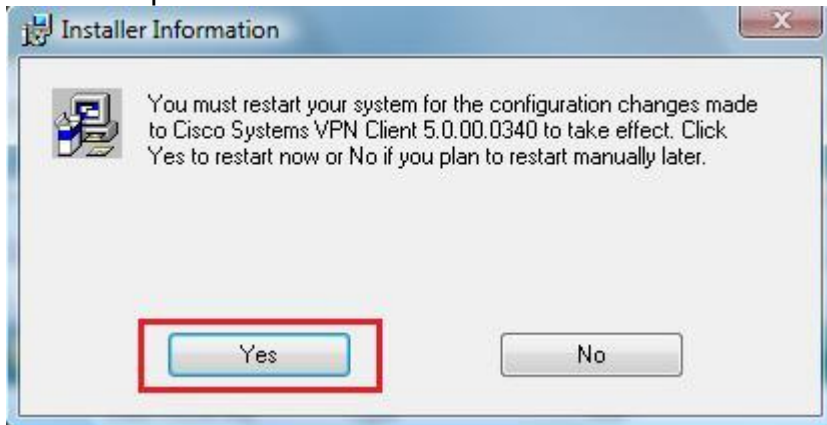 Installer Information
You must restart your system for the configuration changes made
to Cisco Systems VPN Client 5.0.00.0340 to take effect. Click
Yes to restart now or No if you plan to restart manually later.
Yes
No